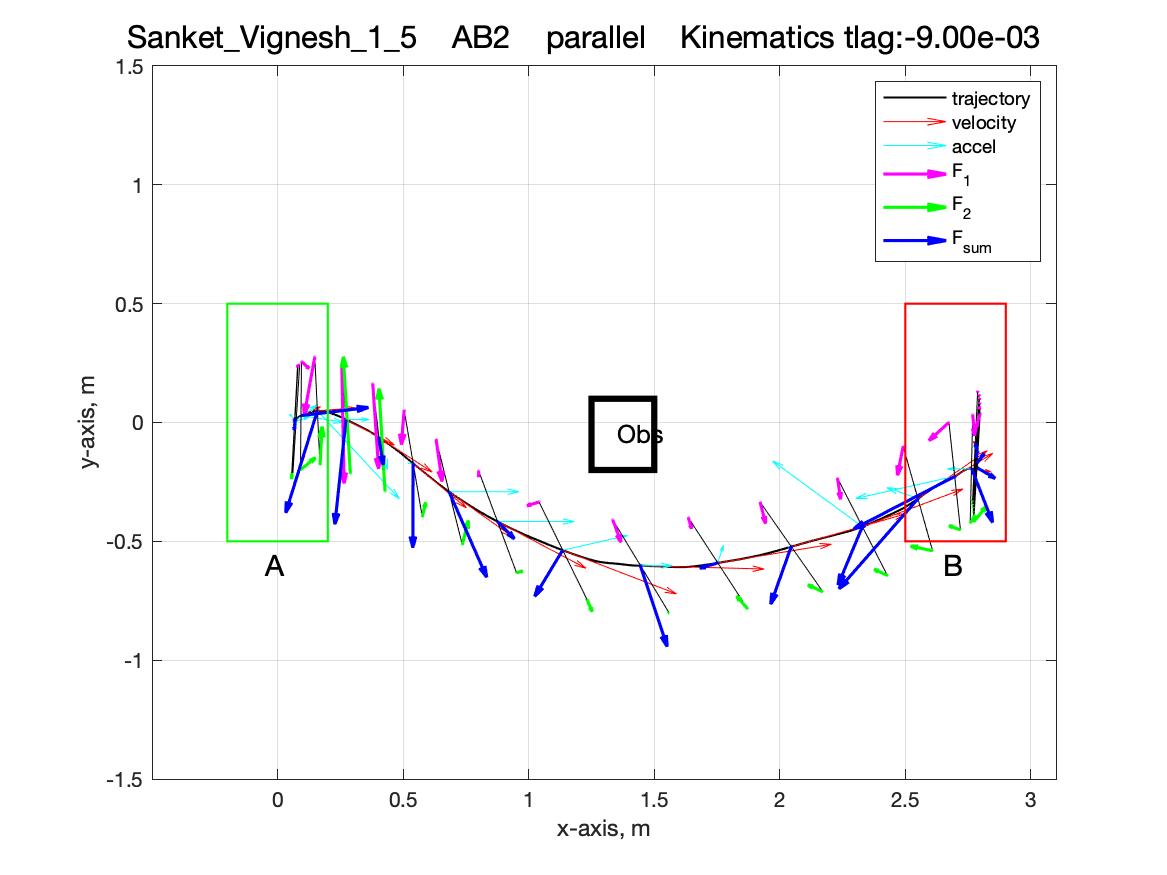 Sanket_Vignesh_1_5 AB2 parallel Kinematics tlag:-9.00e-03
1.5
1
0.5
0
-0.5
-1
-1.5
y-axis, m
trajectory
velocity
accel
F1
F2
Fsum
Obs
A
B
0
0.5
1
1.5
2
2.5
3
x-axis, m